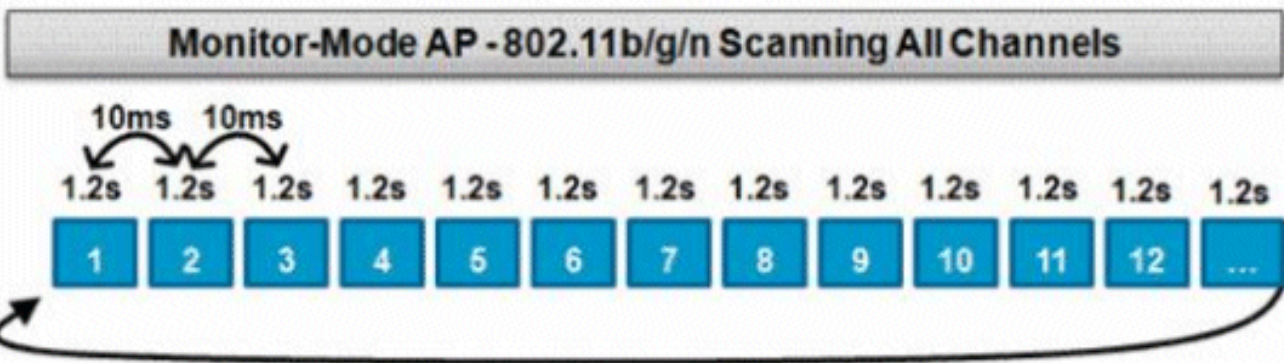 Monitor-Mode AP - 802.11b/g/n Scanning All Channels
10ms 10ms
1.2s 1.2s 1.2s 1.2s 1.2s 1.2s 1.2s 1.2s 1.2s 1.2s 1.2s 1.2s 1.2s
1 2 3 4 5 6 7 8 9 10 11 12 ...